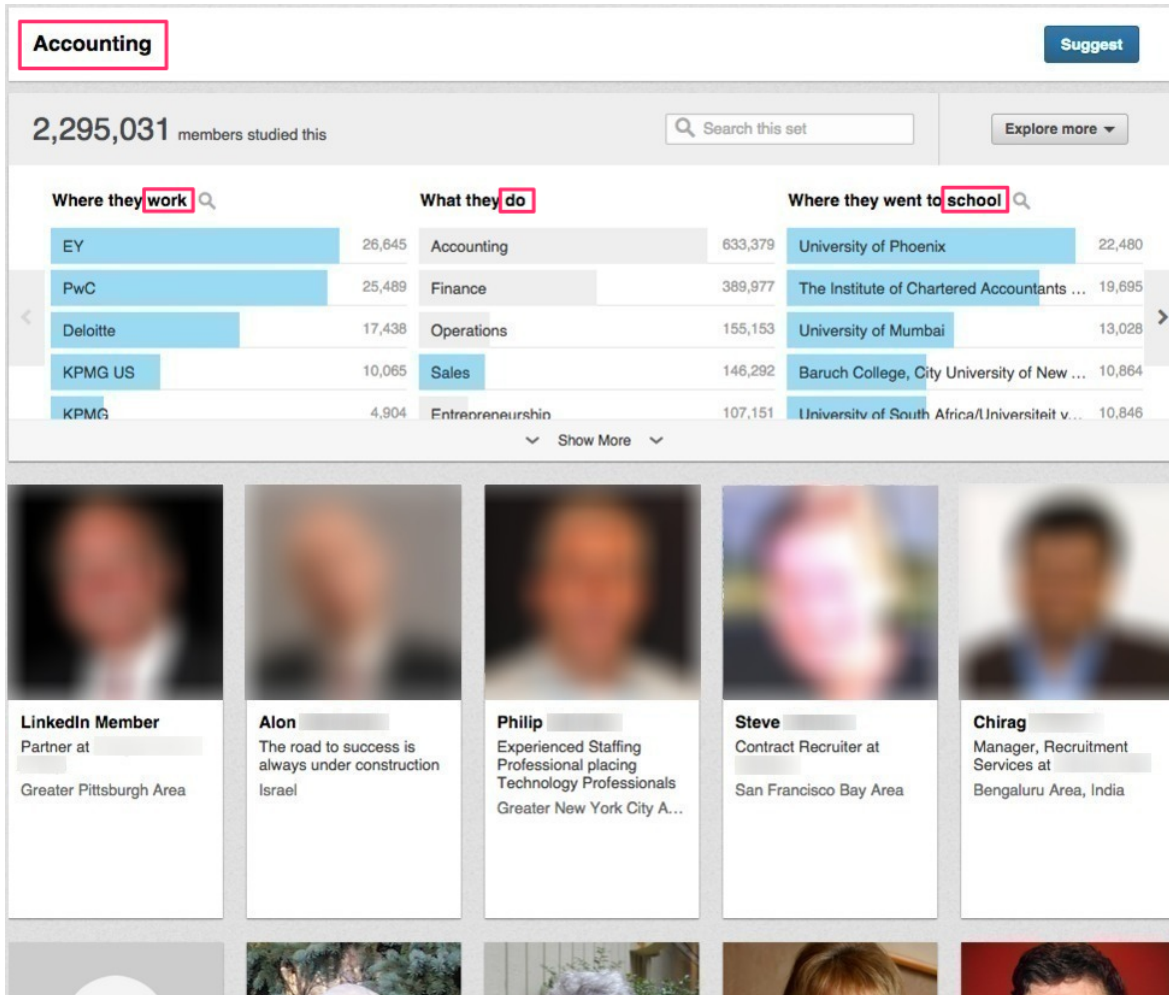 Accounting
Suggest
2,295,031 members studied this
Search this set
Explore more
Where they work
EY 26,645
PwC 25,489
Deloitte 17,438
KPMG US 10,065
KPMG 4,904
What they do
Accounting 633,379
Finance 389,977
Operations 155,153
Sales 146,292
Entrepreneurship 107,151
Where they went to school
University of Phoenix 22,480
The Institute of Chartered Accountants ... 19,695
University of Mumbai 13,028
Baruch College, City University of New ... 10,864
University of South Africa/Universiteit v... 10,846
Show More
LinkedIn Member
Partner at
Greater Pittsburgh Area
Alon
The road to success is
always under construction
Israel
Philip
Experienced Staffing
Professional placing
Technology Professionals
Greater New York City A...
Steve
Contract Recruiter at
San Francisco Bay Area
Chirag
Manager, Recruitment
Services at
Bengaluru Area, India